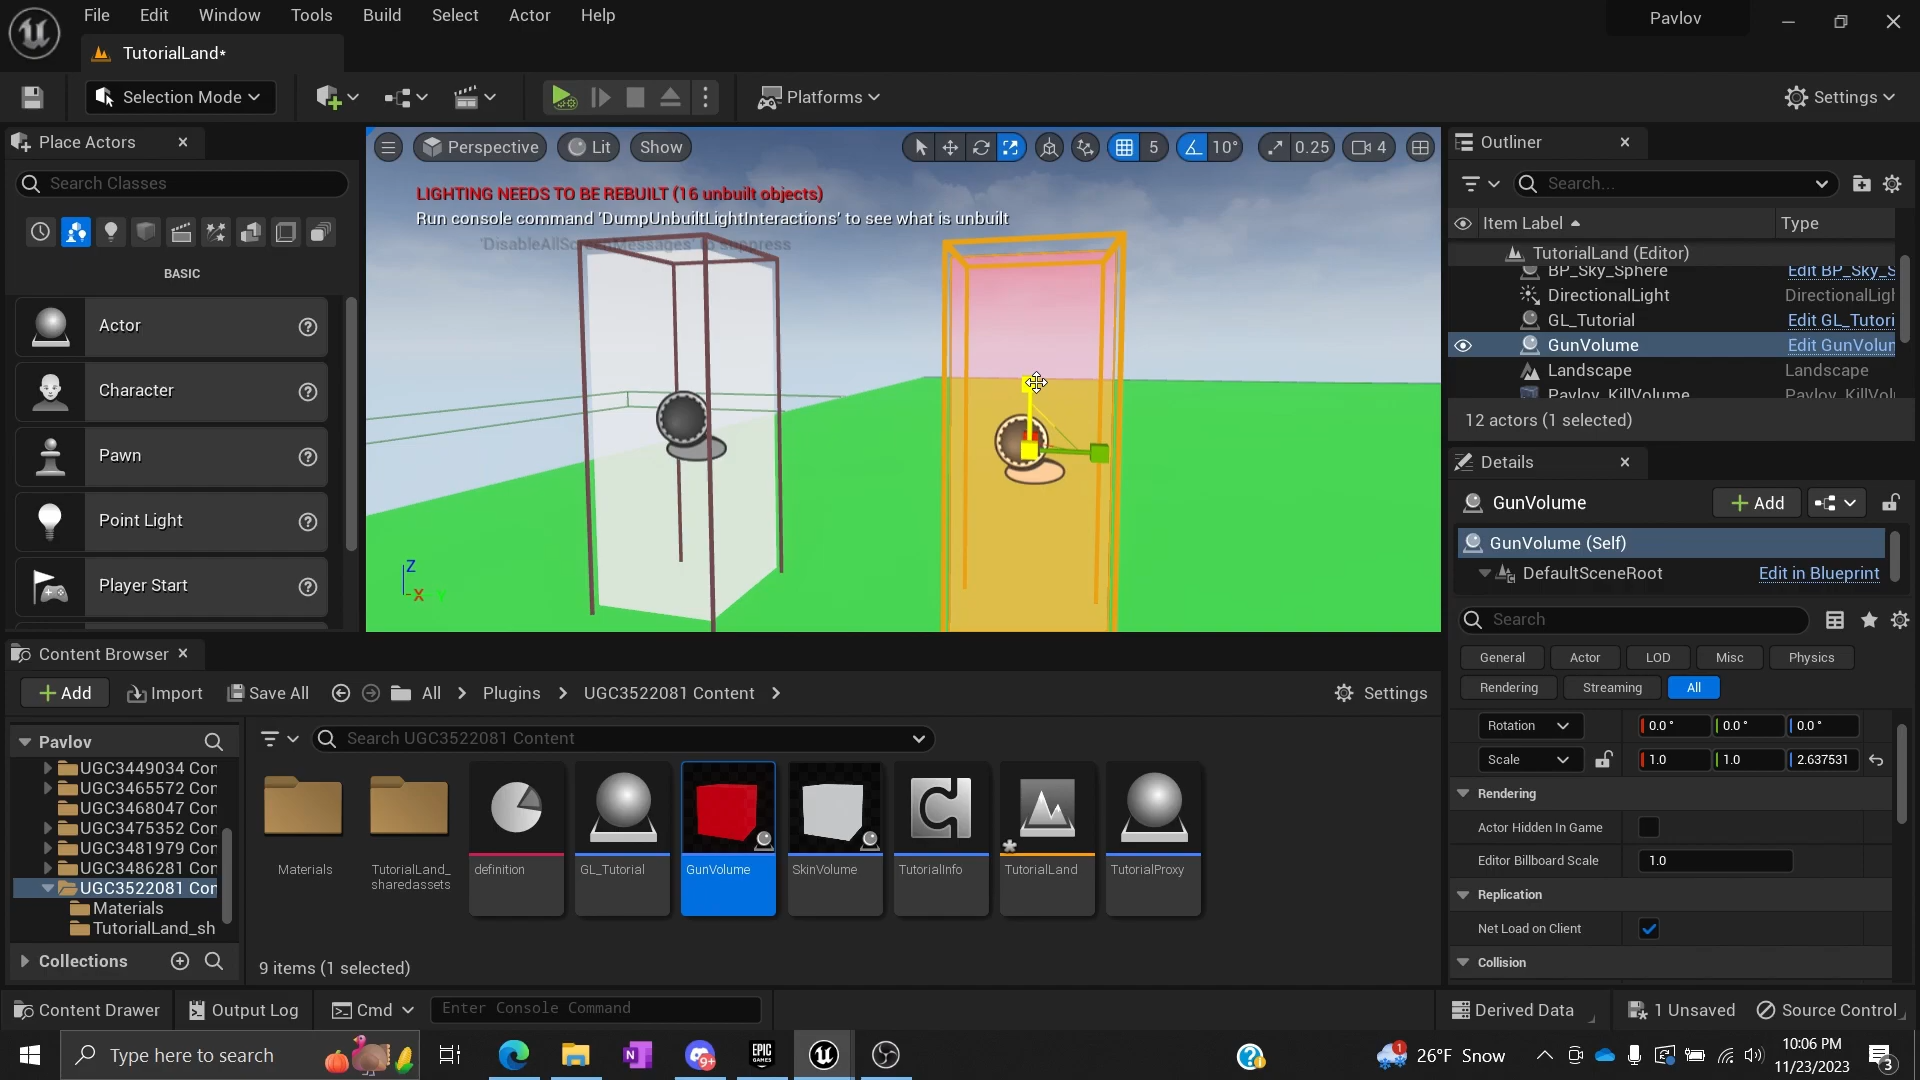 File Edit Window Tools Build Select Actor Help
Pavlov
TutorialLand*
Selection Mode
Platforms
Settings
Place Actors
Search Classes
BASIC
Actor
Character
Pawn
Point Light
Player Start
Perspective Lit Show
5 10° 0.25 4
LIGHTING NEEDS TO BE REBUILT (16 unbuilt objects)
Run console command 'DumpUnbuiltLightInteractions' to see what is unbuilt
'DisableAllScreenMessages' to suppress
Z
-X Y
Outliner
Search...
Item Label Type
TutorialLand (Editor)
BP_Sky_Sphere Edit BP_Sky_S
DirectionalLight DirectionalLigh
GL_Tutorial Edit GL_Tutori
GunVolume Edit GunVolun
Landscape Landscape
Pavlov_KillVolume Pavlov_KillVolu
12 actors (1 selected)
Details
GunVolume
Add
GunVolume (Self)
DefaultSceneRoot Edit in Blueprint
Search
General Actor LOD Misc Physics
Rendering Streaming All
Rotation 0.0° 0.0° 0.0°
Scale 1.0 1.0 2.637531
Rendering
Actor Hidden In Game
Editor Billboard Scale 1.0
Replication
Net Load on Client
Collision
Content Browser
Add Import Save All All Plugins UGC3522081 Content
Settings
Pavlov
UGC3449034 Con
UGC3465572 Con
UGC3468047 Con
UGC3475352 Con
UGC3481979 Con
UGC3486281 Con
UGC3522081 Con
Materials
TutorialLand_sh
Collections
Search UGC3522081 Content
Materials
TutorialLand_
sharedassets
definition
GL_Tutorial
GunVolume
SkinVolume
TutorialInfo
TutorialLand
TutorialProxy
9 items (1 selected)
Content Drawer Output Log Cmd Enter Console Command
Derived Data 1 Unsaved Source Control
Type here to search
9+
EPIC
GAMES
1
26°F Snow
10:06 PM
11/23/2023
3